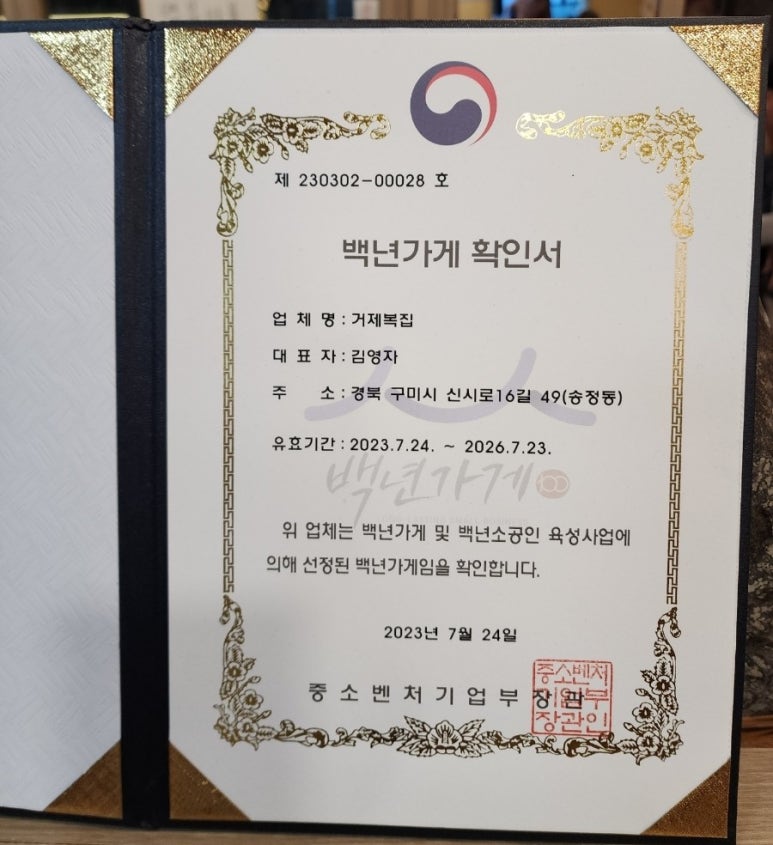 제 230302-00028 호
백년가게 확인서
업 체 명 : 거제복집
대 표 자 : 김영자
주 소 : 경북 구미시 신시로16길 49(송정동)
유효기간 : 2023.7.24. ~ 2026.7.23.
백년가게 100
위 업체는 백년가게 및 백년소공인 육성사업에
의해 선정된 백년가게임을 확인합니다.
2023년 7월 24일
중소벤처기업부장관
중소벤처
기업부
장관인